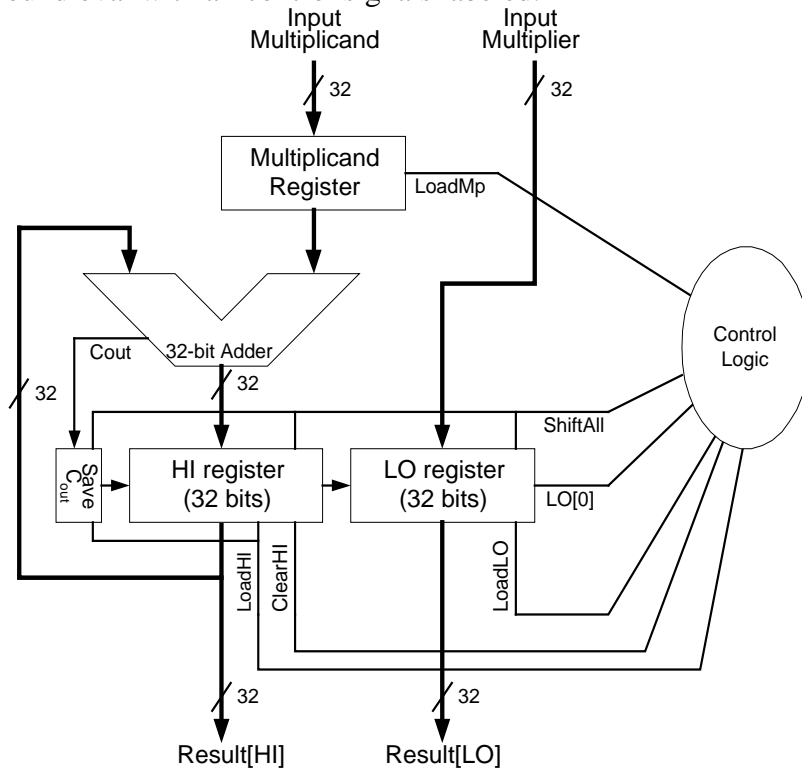 Input
Multiplicand
Input
Multiplier
32
32
Multiplicand
Register
LoadMp
Control
Logic
32-bit Adder
Cout
32
32
ShiftAll
Save
Cout
HI register
(32 bits)
LO register
(32 bits)
LO[0]
LoadHI
ClearHI
LoadLO
32
32
Result[HI]
Result[LO]